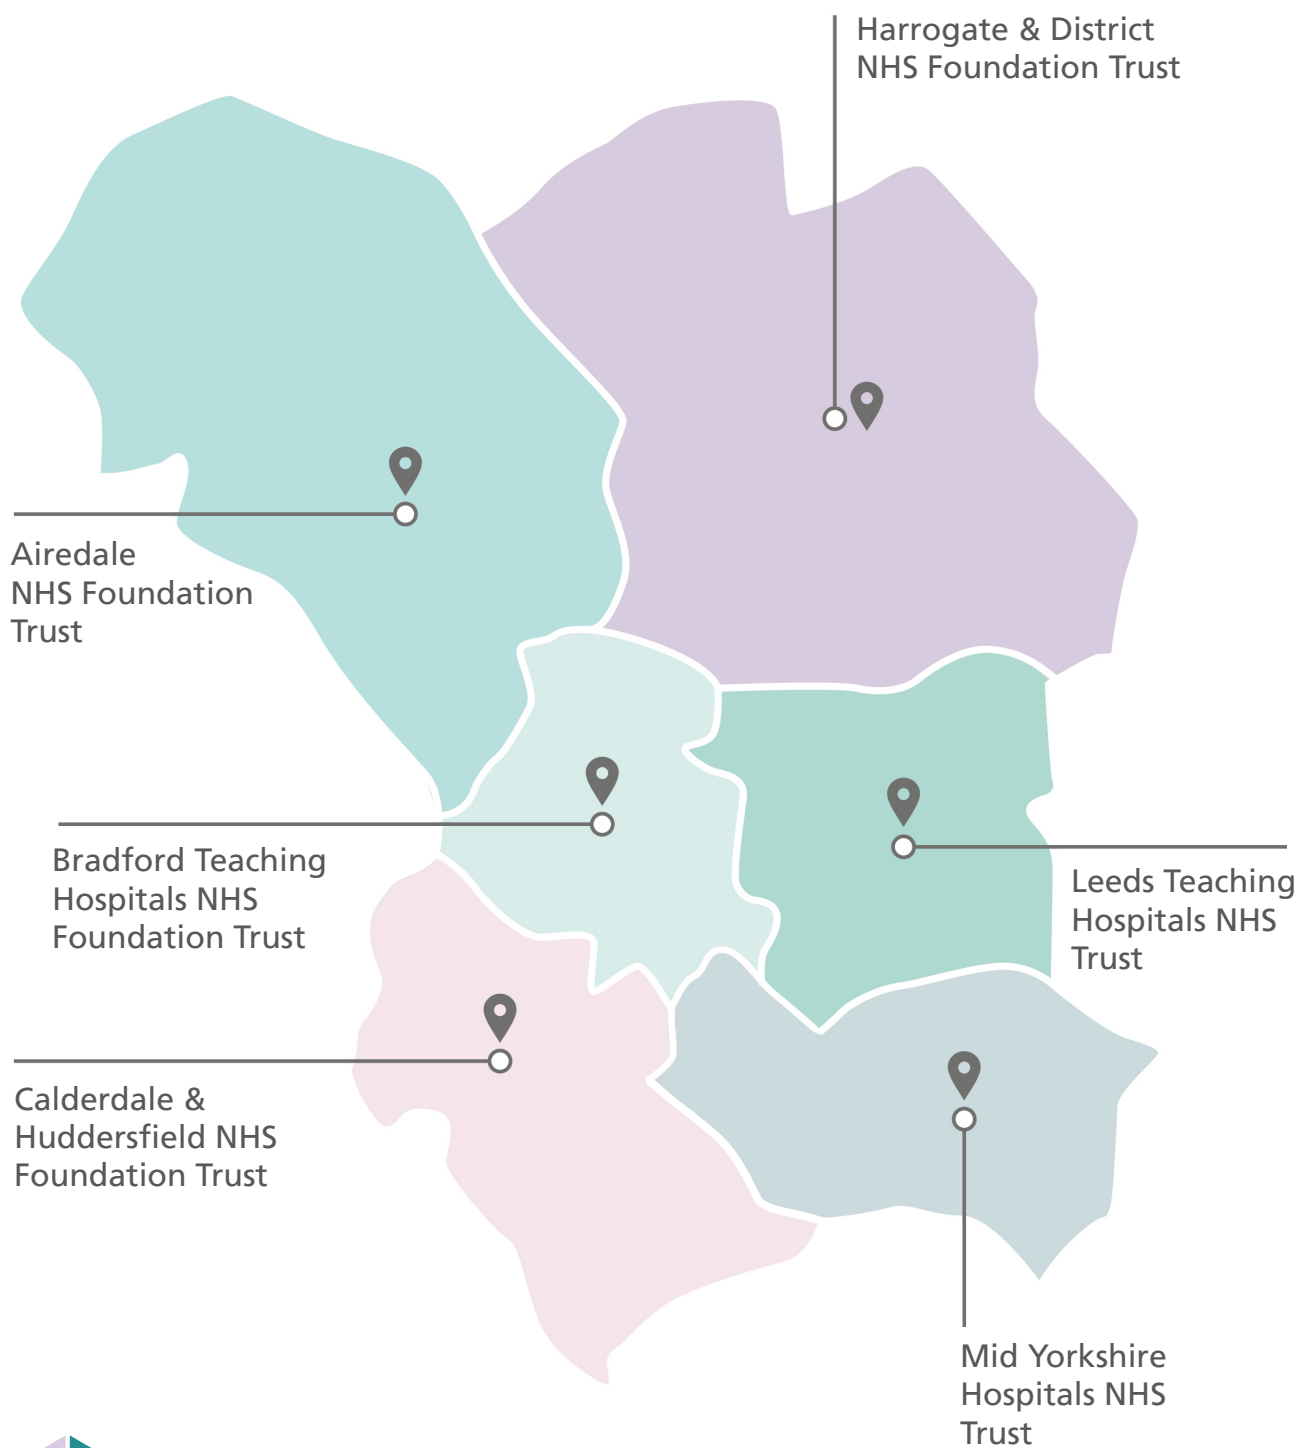 Harrogate & District
NHS Foundation Trust
Airedale
NHS Foundation
Trust
Bradford Teaching
Hospitals NHS
Foundation Trust
Leeds Teaching
Hospitals NHS
Trust
Calderdale &
Huddersfield NHS
Foundation Trust
Mid Yorkshire
Hospitals NHS
Trust